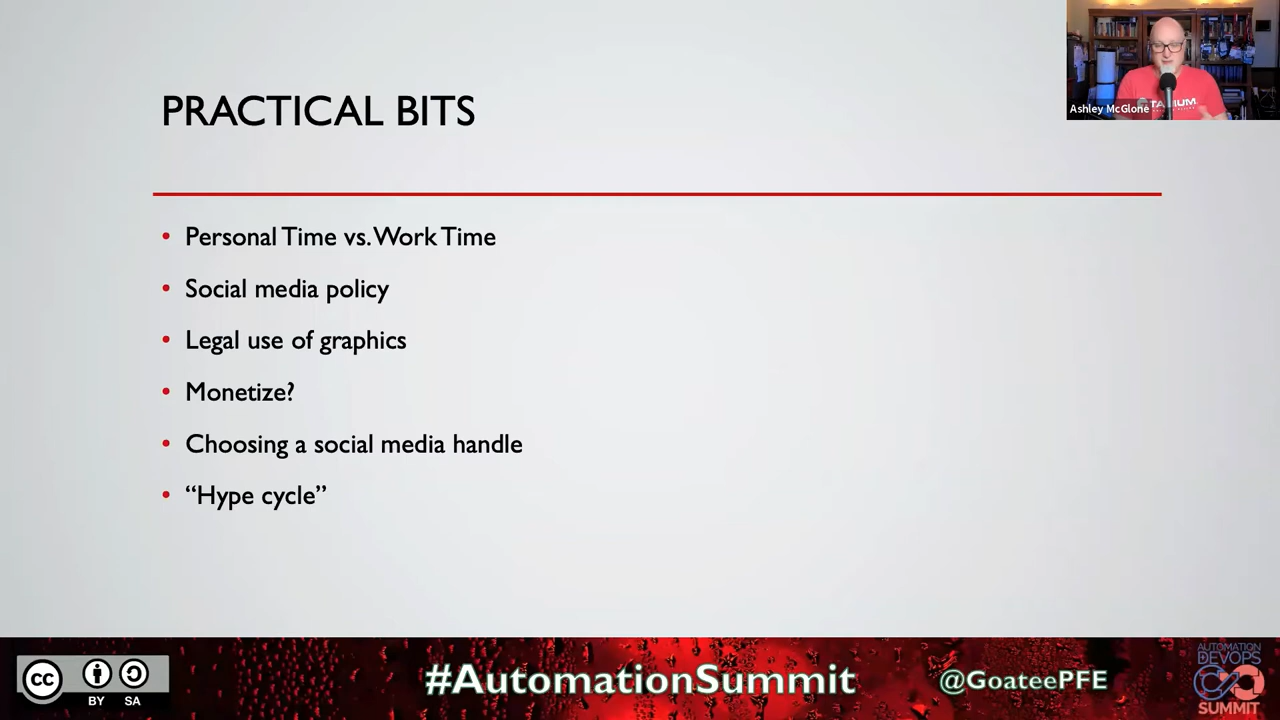 PRACTICAL BITS
Ashley McGlone
TANIUM
• Personal Time vs. Work Time
• Social media policy
• Legal use of graphics
• Monetize?
• Choosing a social media handle
• “Hype cycle”
cc
BY SA
#AutomationSummit
@GoateePFE
AUTOMATION
DEVOPS
SUMMIT